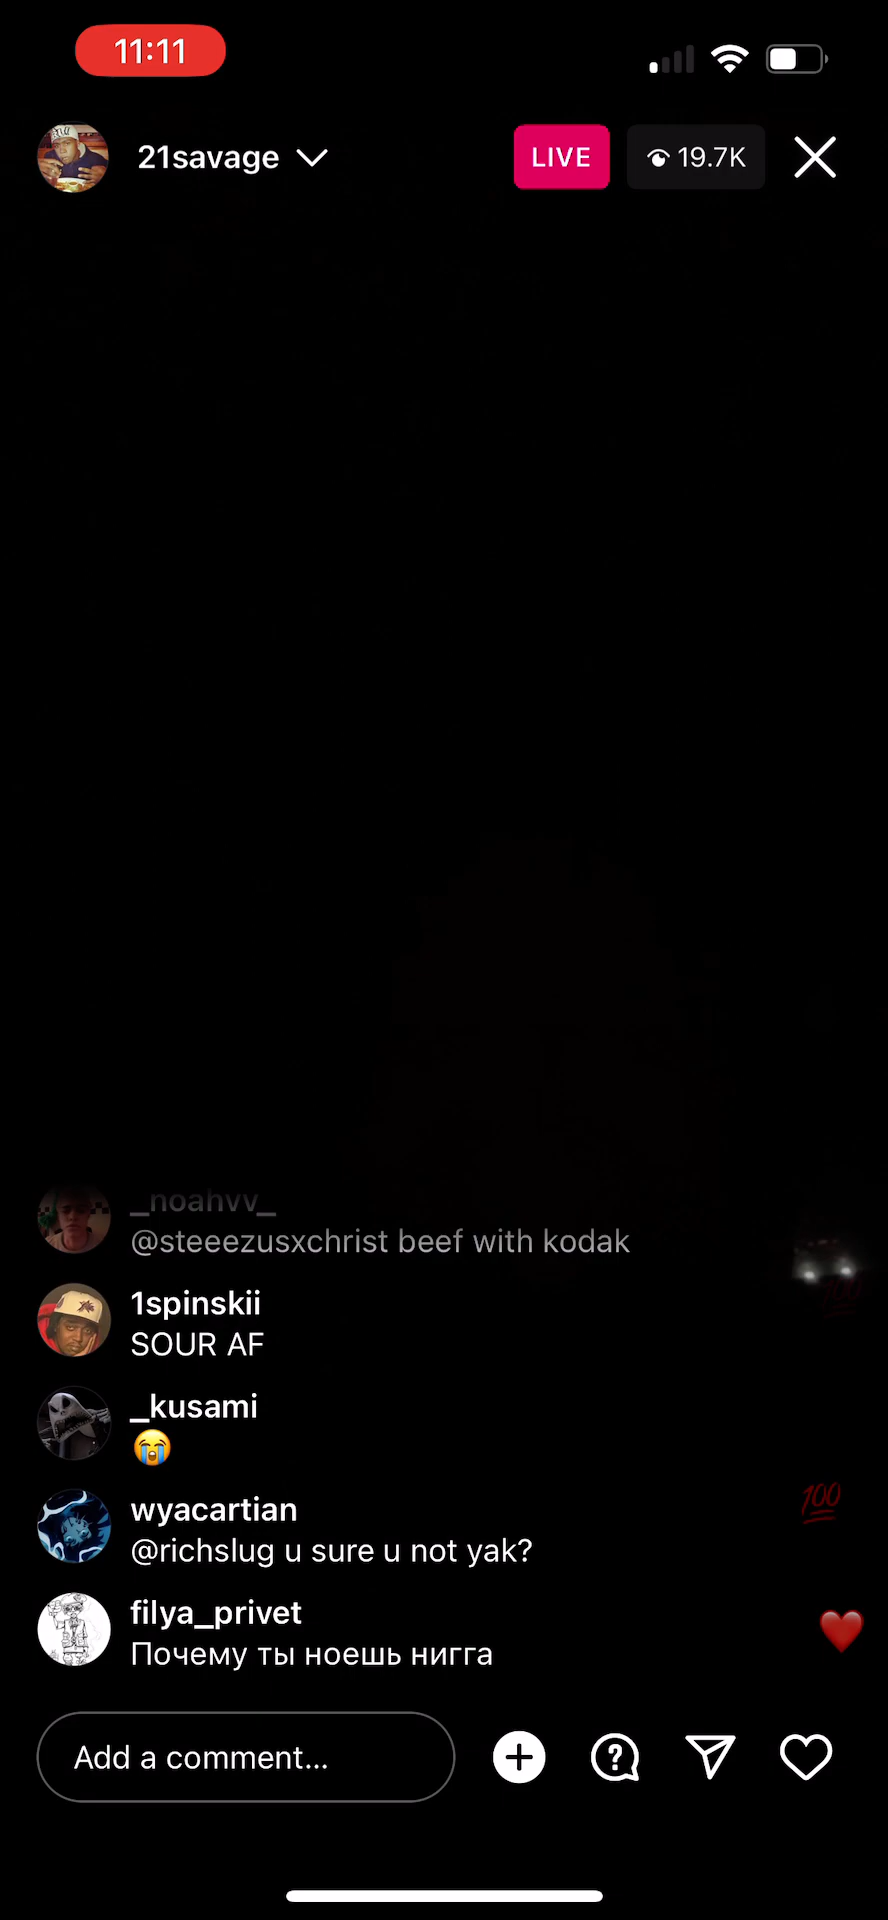 11:11
21savage
LIVE
19.7K
_noahvv_
@steeezusxchrist beef with kodak
1spinskii
SOUR AF
_kusami
😭
wyacartian
@richslug u sure u not yak?
💯
filya_privet
Почему ты ноешь нигга
Add a comment...